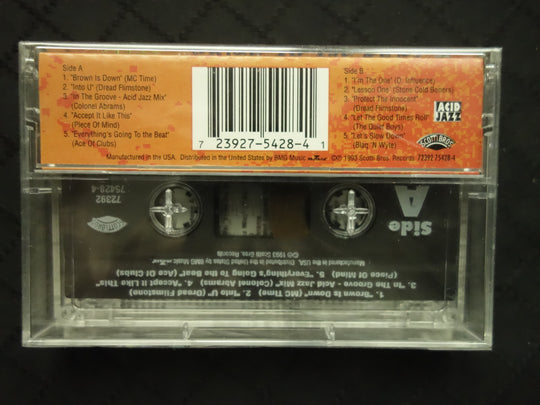 Side A
1. "Brown Is Down" (MC Time)
2. "Into U" (Dread Flimstone)
3. "In The Groove - Acid Jazz Mix"
(Colonel Abrams)
4. "Accept It Like This"
(Piece Of Mind)
5. "Everything's Going To The Beat"
(Ace Of Clubs)
7 23927-5428-4 1
Side B
1. "I'm The One" (D. Influence)
2. "Lesson One" (Stone Cold Boners)
3. "Protect The Innocent"
(Dread Flimstone)
4. "Let The Good Times Roll"
(The Quiet Boys)
5. "Let's Slow Down"
(Blaq 'N Wyte)
ACID
JAZZ
SCOTTI BROS.
Manufactured in the USA. Distributed in the United States by BMG Music
©℗ 1993 Scotti Bros. Records 72392 75428-4
Side
A
72392
75428-4
SCOTTI BROS.
1. "Brown Is Down" (MC Time) 2. "Into U" (Dread Flimstone)
3. "In The Groove - Acid Jazz Mix" (Colonel Abrams) 4. "Accept It Like This"
(Piece Of Mind) 5. "Everything's Going To The Beat" (Ace Of Clubs)
©℗ 1993 Scotti Bros. Records
Manufactured in the USA. Distributed in the United States by BMG Music